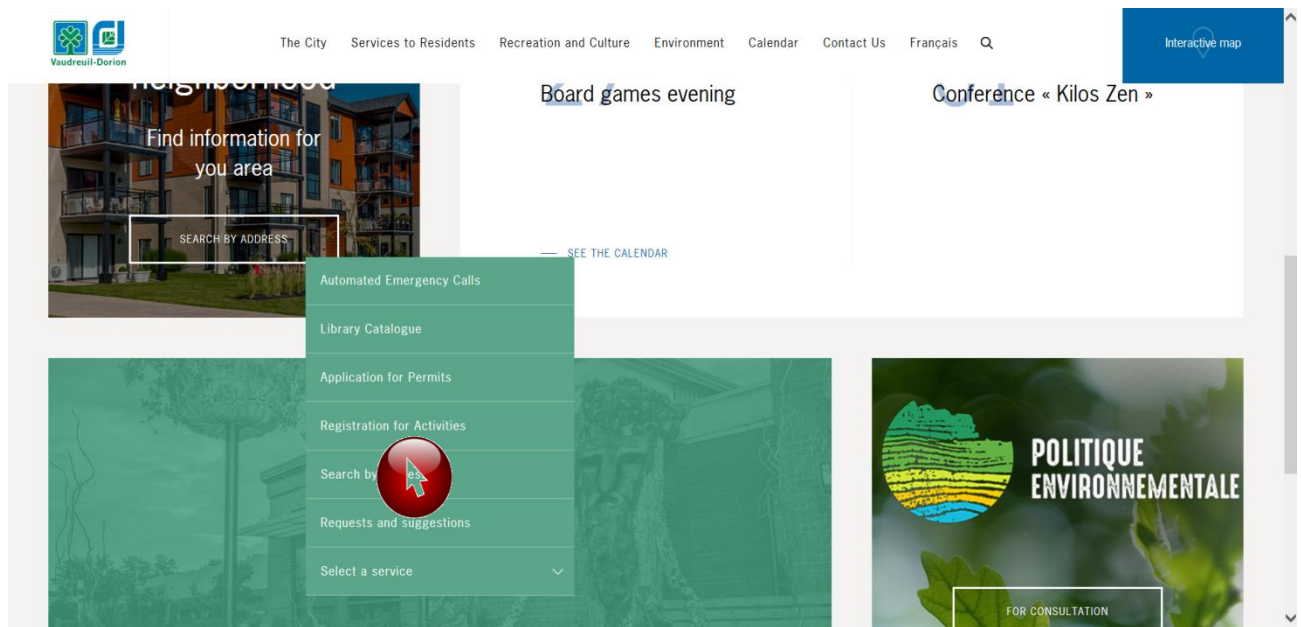 Vaudreuil-Dorion
The City
Services to Residents
Recreation and Culture
Environment
Calendar
Contact Us
Français
Interactive map
neighborhood
Find information for
you area
SEARCH BY ADDRESS
Board games evening
SEE THE CALENDAR
Conference « Kilos Zen »
Automated Emergency Calls
Library Catalogue
Application for Permits
Registration for Activities
Search by
Requests and suggestions
Select a service
POLITIQUE
ENVIRONNEMENTALE
FOR CONSULTATION